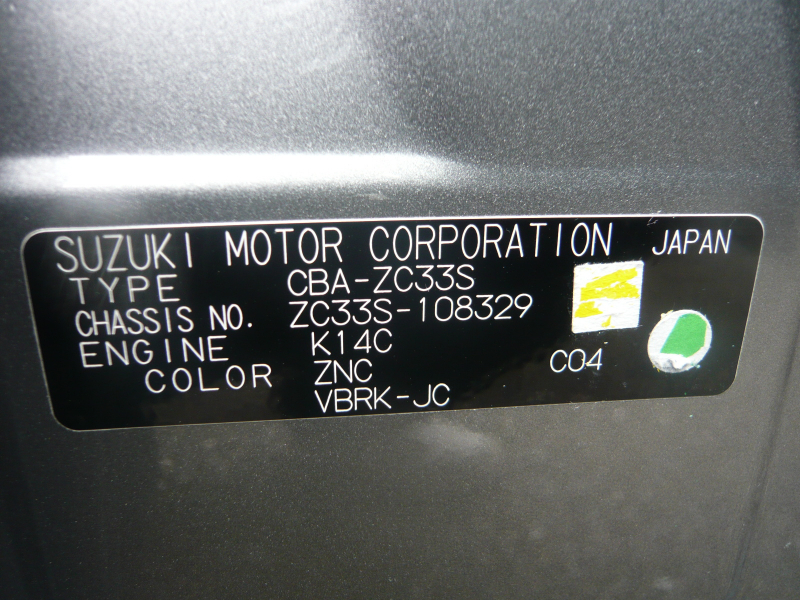 SUZUKI MOTOR CORPORATION JAPAN
TYPE CBA-ZC33S
CHASSIS NO. ZC33S-108329
ENGINE K14C
COLOR ZNC C04
VBRK-JC